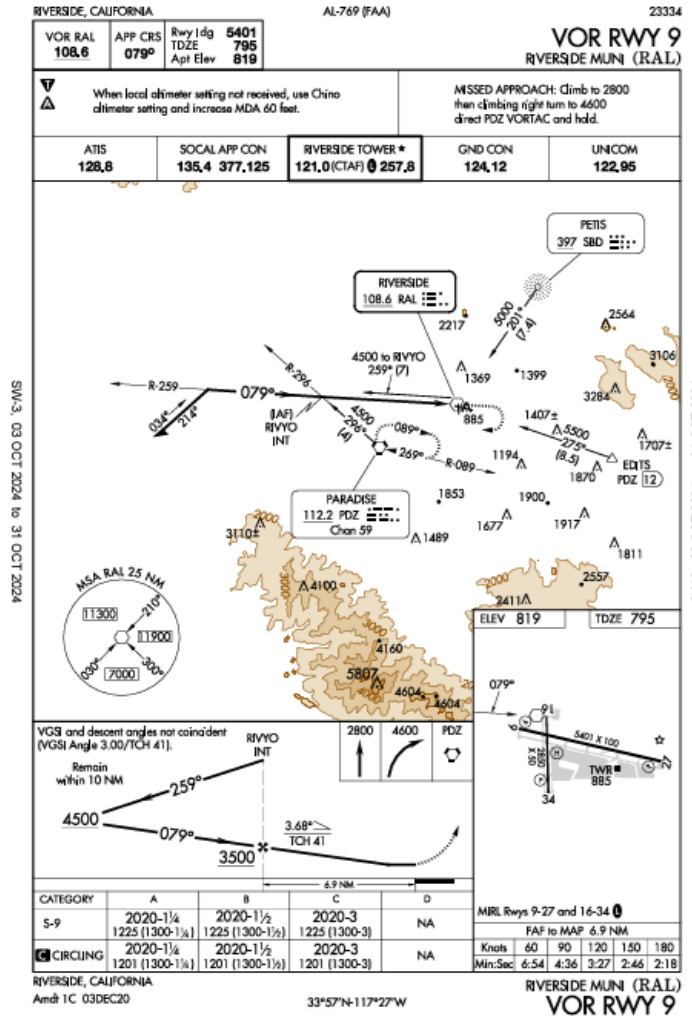 RIVERSIDE, CALIFORNIA
AL-769 (FAA)
23334
VOR RAL
108.6
APP CRS
079°
Rwy ldg 5401
TDZE 795
Apt Elev 819
VOR RWY 9
RIVERSIDE MUNI (RAL)
T
A
When local altimeter setting not received, use Chino
altimeter setting and increase MDA 60 feet.
MISSED APPROACH: Climb to 2800
then climbing right turn to 4600
direct PDZ VORTAC and hold.
ATIS
128.8
SOCAL APP CON
135.4 377.125
RIVERSIDE TOWER ★
121.0 (CTAF) L 257.8
GND CON
124.12
UNICOM
122.95
PETIS
397 SBD
RIVERSIDE
108.6 RAL
5000
201°
(7.4)
2217
2564
3106
R-296
4500 to RIVYO
259° (7)
1369
1399
3284
R-259
079°
885
1407±
034°
214°
(IAF)
RIVYO
INT
4500
296°
(4)
089°
269°
R-089
5500
275°
(8.5)
1707±
1194
1870
EDITS
PDZ 12
PARADISE
112.2 PDZ
Chan 59
1853
1900
1677
1917
3110±
1489
1811
MSA RAL 25 NM
11300
210°
11900
030°
7000
300°
3000
4100
2557
2411
3000
4160
5807
4604
4604
ELEV 819
TDZE 795
079°
16
9
5401 X 100
2850
X 50
27
TWR
885
34
MIRL Rwys 9-27 and 16-34 L
VGSI and descent angles not coincident
(VGSI Angle 3.00/TCH 41).
RIVYO
INT
2800
4600
PDZ
Remain
within 10 NM
259°
4500
079°
3500
3.68°
TCH 41
6.9 NM
CATEGORY A B C D
S-9 2020-1¼ 2020-1½ 2020-3 NA
1225 (1300-1¼) 1225 (1300-1½) 1225 (1300-3)
C CIRCLING 2020-1¼ 2020-1½ 2020-3 NA
1201 (1300-1¼) 1201 (1300-1½) 1201 (1300-3)
FAF to MAP 6.9 NM
Knots 60 90 120 150 180
Min:Sec 6:54 4:36 3:27 2:46 2:18
RIVERSIDE, CALIFORNIA
Amdt 1C 03DEC20
33°57'N-117°27'W
RIVERSIDE MUNI (RAL)
VOR RWY 9
SW-3, 03 OCT 2024 to 31 OCT 2024